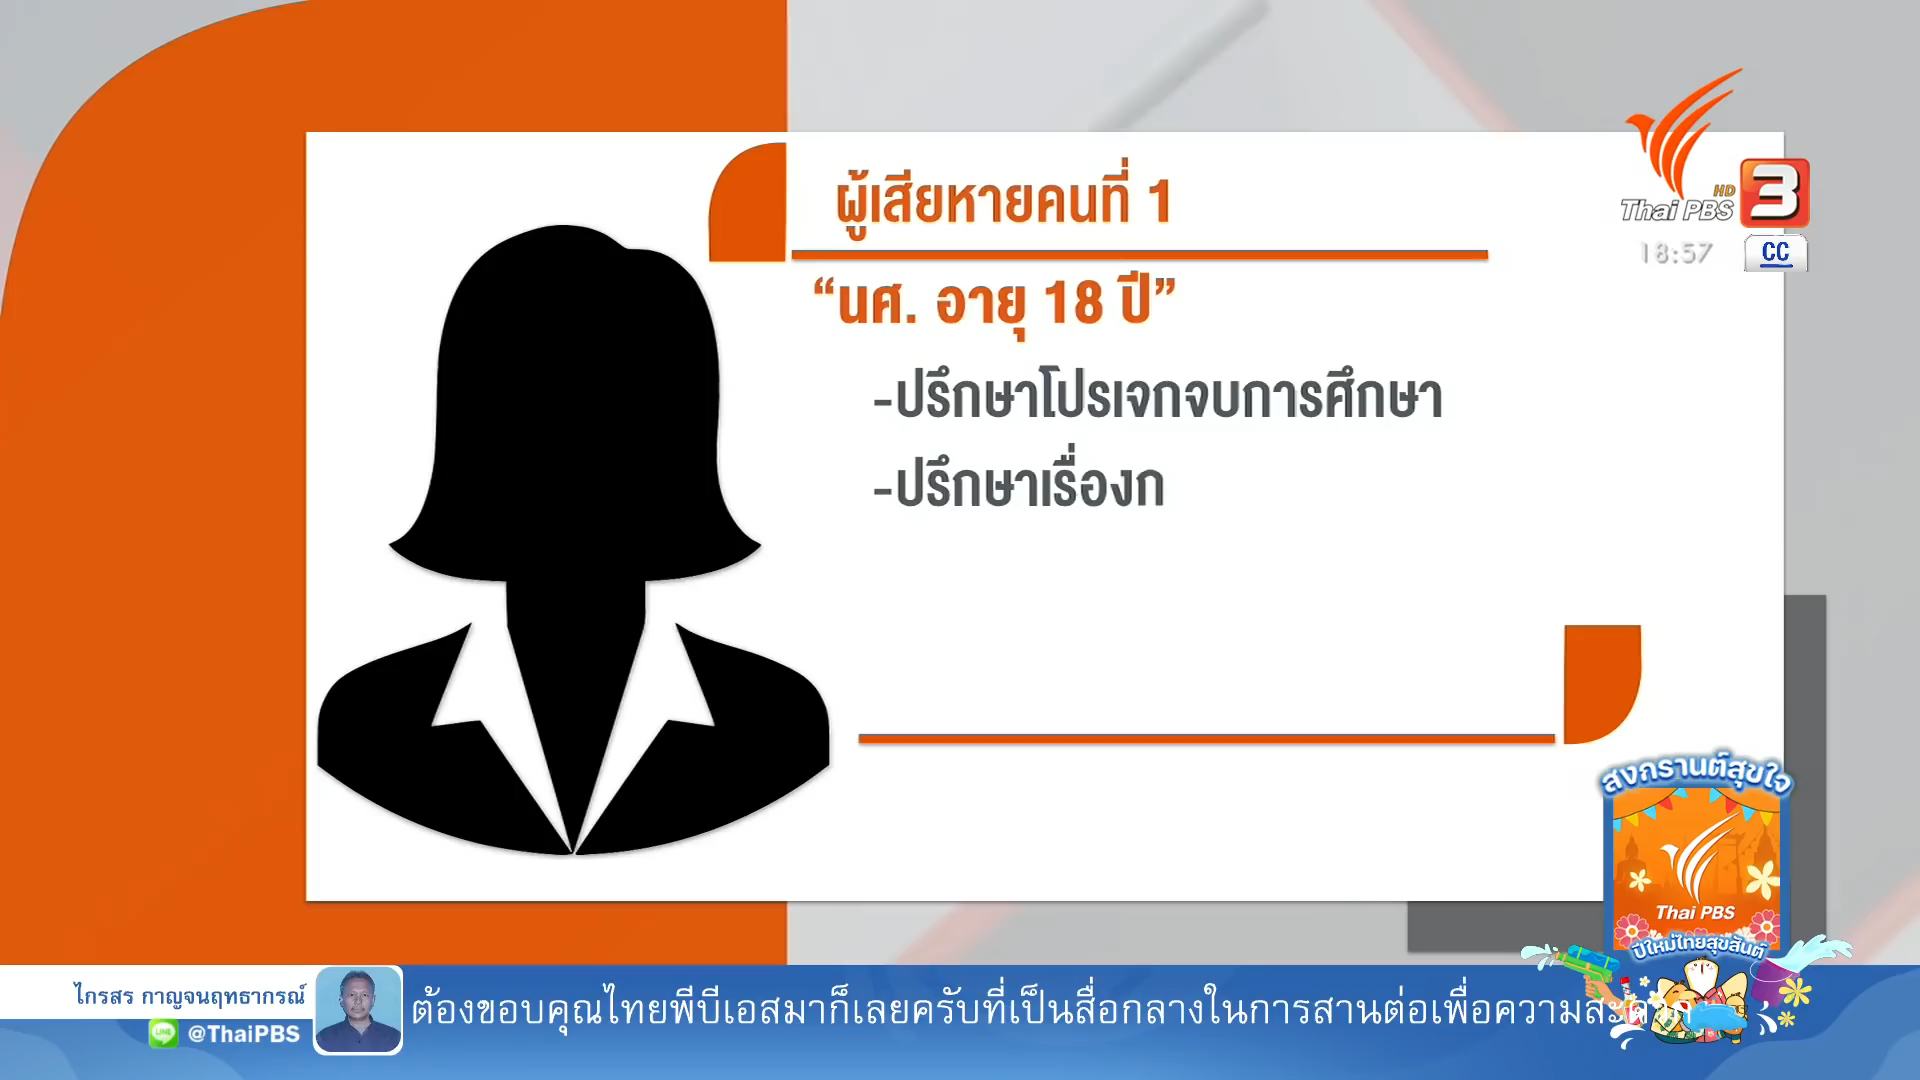 ผู้เสียหายคนที่ 1
“นศ. อายุ 18 ปี”
-ปรึกษาโปรเจกจบการศึกษา
-ปรึกษาเรื่องก
HD
Thai PBS 3
18:57 CC
สงกรานต์สุขใจ
Thai PBS
ปีใหม่ไทยสุขสันต์
ไกรสร กาญจนฤทธากรณ์
LINE @ThaiPBS
ต้องขอบคุณไทยพีบีเอสมาก็เลยครับที่เป็นสื่อกลางในการสานต่อเพื่อความสะดวก